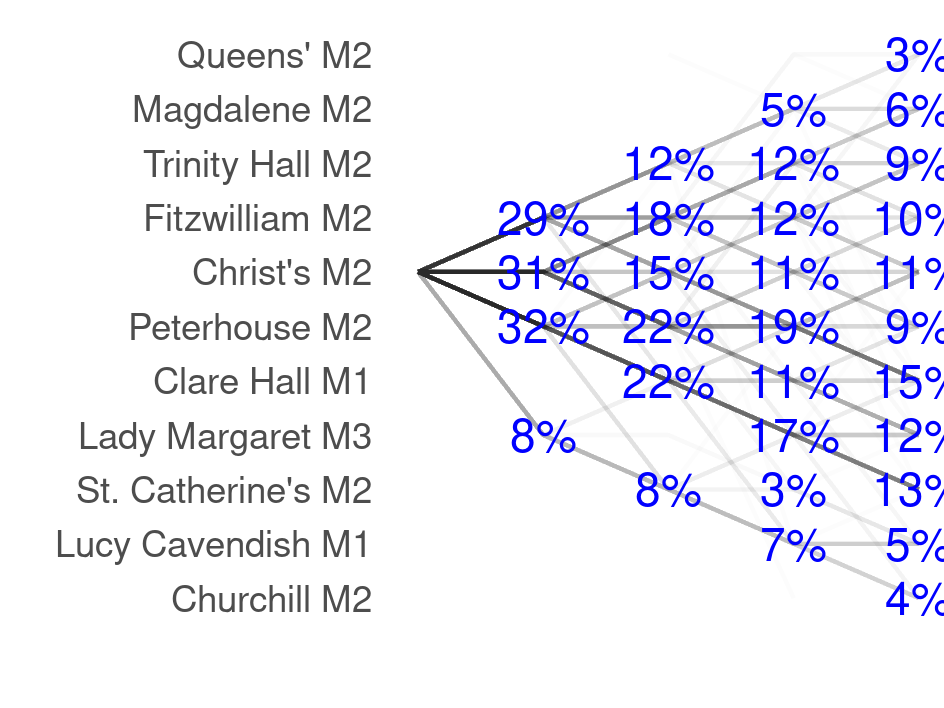 Queens' M2 3%
Magdalene M2 5% 6%
Trinity Hall M2 12% 12% 9%
Fitzwilliam M2 29% 18% 12% 10%
Christ's M2 31% 15% 11% 11%
Peterhouse M2 32% 22% 19% 9%
Clare Hall M1 22% 11% 15%
Lady Margaret M3 8% 17% 12%
St. Catherine's M2 8% 3% 13%
Lucy Cavendish M1 7% 5%
Churchill M2 4%